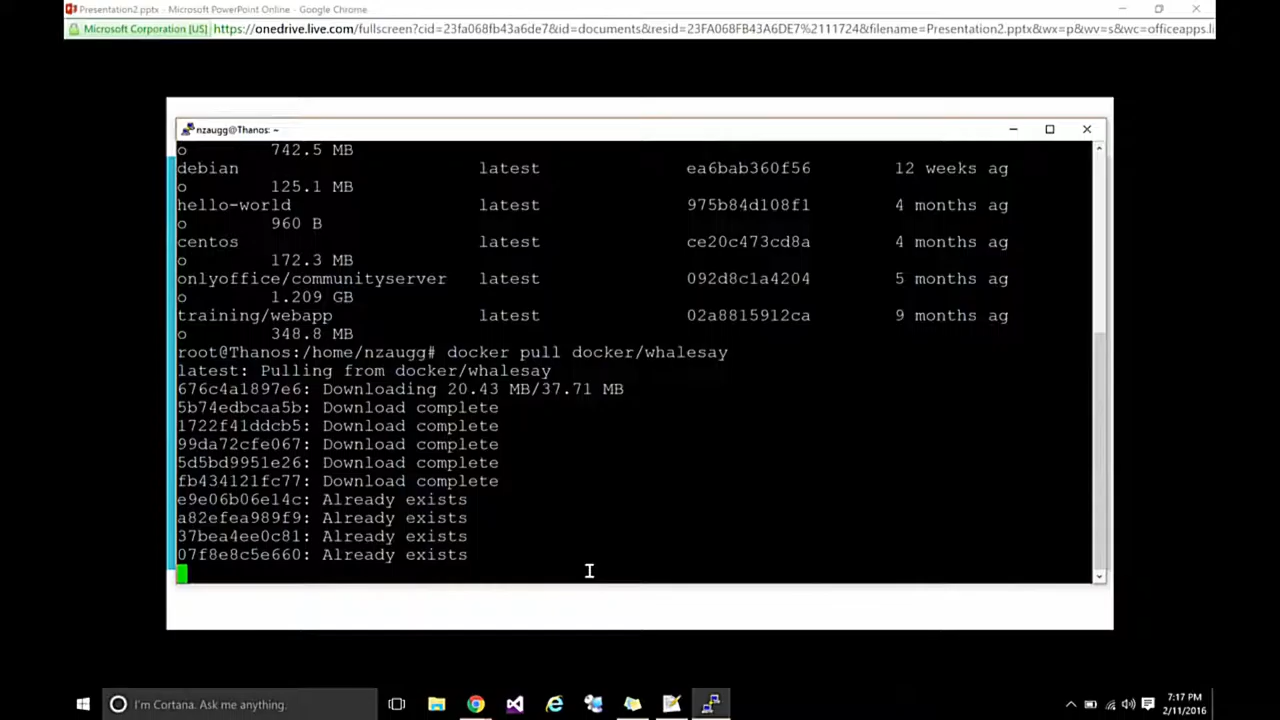 Presentation2.pptx - Microsoft PowerPoint Online - Google Chrome
Microsoft Corporation [US] https://onedrive.live.com/fullscreen?cid=23fa068fb43a6de7&id=documents&resid=23FA068FB43A6DE7%2111724&filename=Presentation2.pptx&wx=p&wv=s&wc=officeapps.li
nzaugg@Thanos: ~
o 742.5 MB
debian latest ea6bab360f56 12 weeks ag
o 125.1 MB
hello-world latest 975b84d108f1 4 months ag
o 960 B
centos latest ce20c473cd8a 4 months ag
o 172.3 MB
onlyoffice/communityserver latest 092d8c1a4204 5 months ag
o 1.209 GB
training/webapp latest 02a8815912ca 9 months ag
o 348.8 MB
root@Thanos:/home/nzaugg# docker pull docker/whalesay
latest: Pulling from docker/whalesay
676c4a1897e6: Downloading 20.43 MB/37.71 MB
5b74edbcaa5b: Download complete
1722f41ddcb5: Download complete
99da72cfe067: Download complete
5d5bd9951e26: Download complete
fb434121fc77: Download complete
e9e06b06e14c: Already exists
a82efea989f9: Already exists
37bea4ee0c81: Already exists
07f8e8c5e660: Already exists
I'm Cortana. Ask me anything.
7:17 PM
2/11/2016